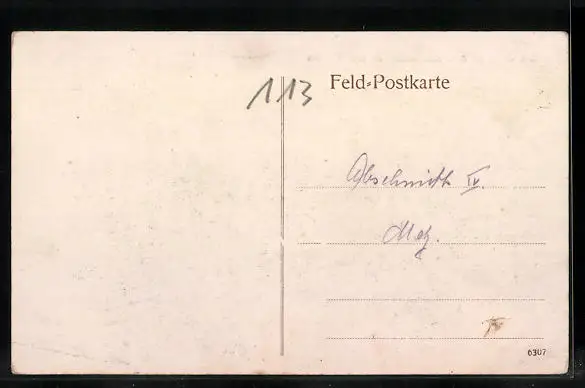 113
Feld-Postkarte
Abschnitt IV.
Metz.
6307